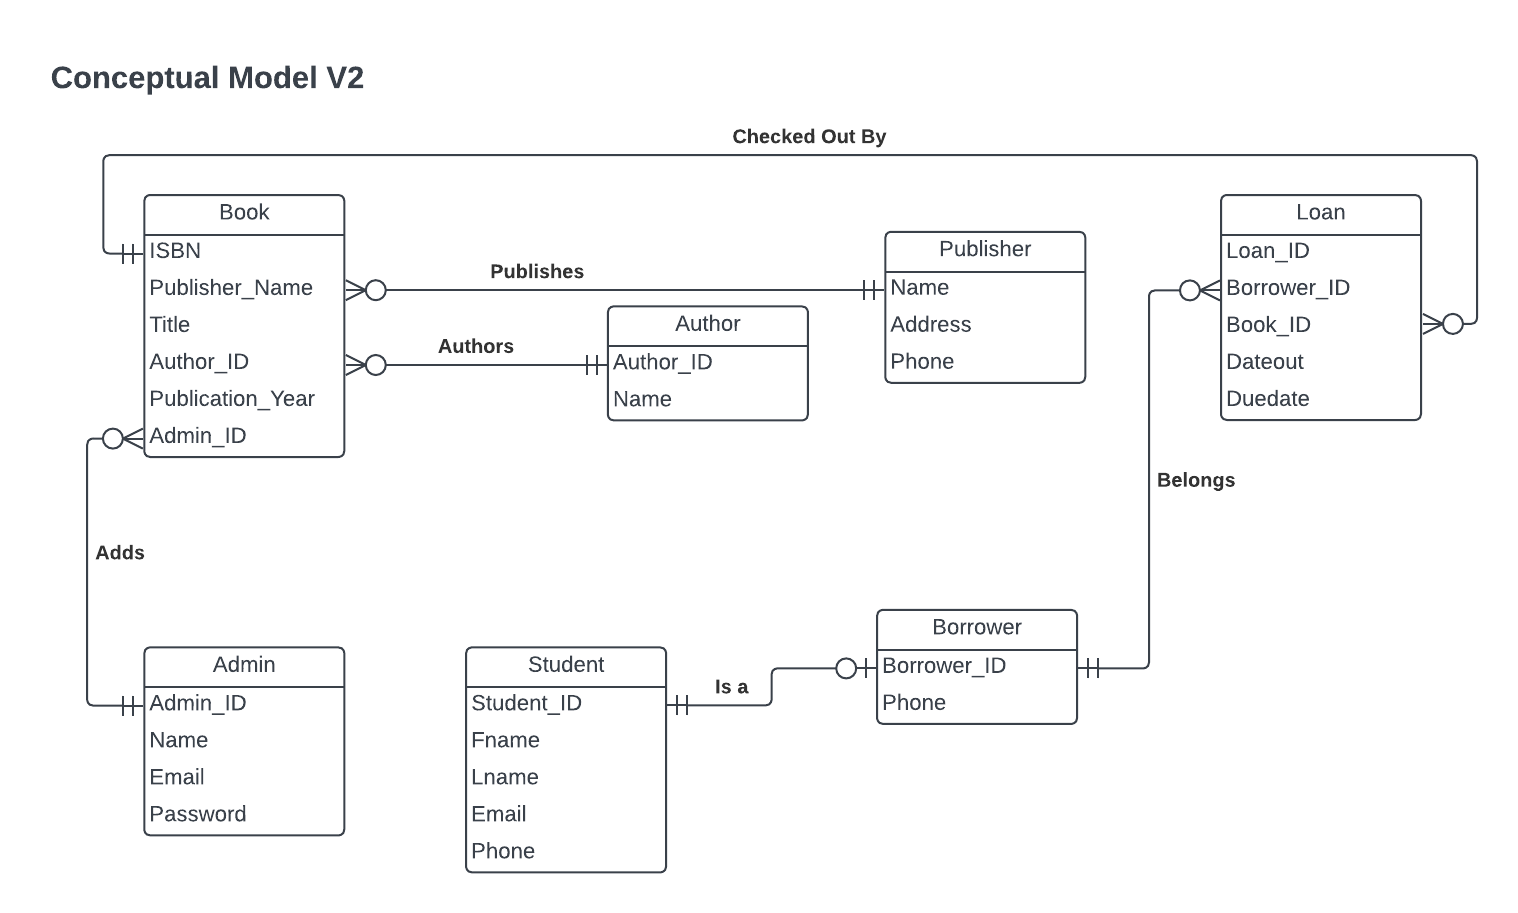 Conceptual Model V2
Checked Out By
Book
ISBN
Publisher_Name
Title
Author_ID
Publication_Year
Admin_ID
Publishes
Authors
Publisher
Name
Address
Phone
Author
Author_ID
Name
Loan
Loan_ID
Borrower_ID
Book_ID
Dateout
Duedate
Belongs
Adds
Admin
Admin_ID
Name
Email
Password
Student
Student_ID
Fname
Lname
Email
Phone
Is a
Borrower
Borrower_ID
Phone